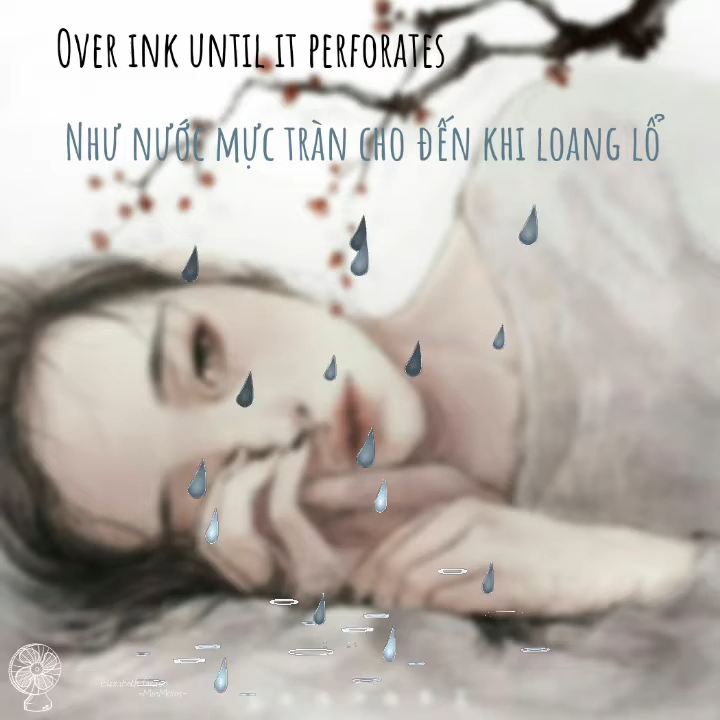 OVER INK UNTIL IT PERFORATES
NHƯ NƯỚC MỰC TRÀN CHO ĐẾN KHI LOANG LỔ